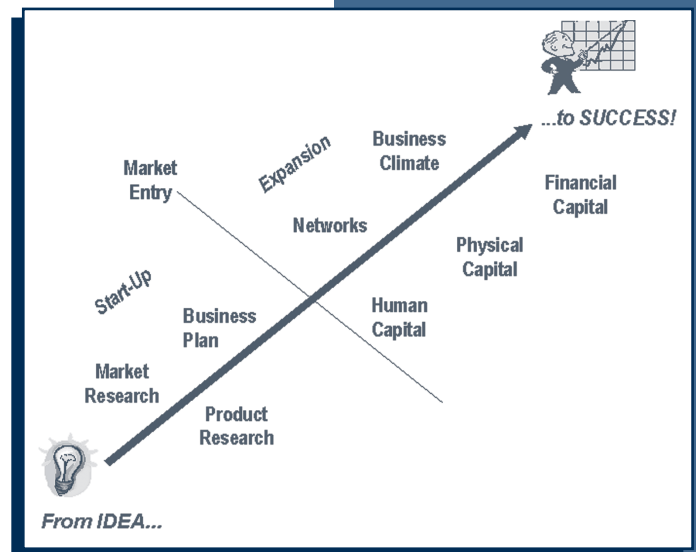 ...to SUCCESS!
Expansion
Business
Climate
Market
Entry
Financial
Capital
Networks
Physical
Capital
Start-Up
Business
Plan
Human
Capital
Market
Research
Product
Research
From IDEA...